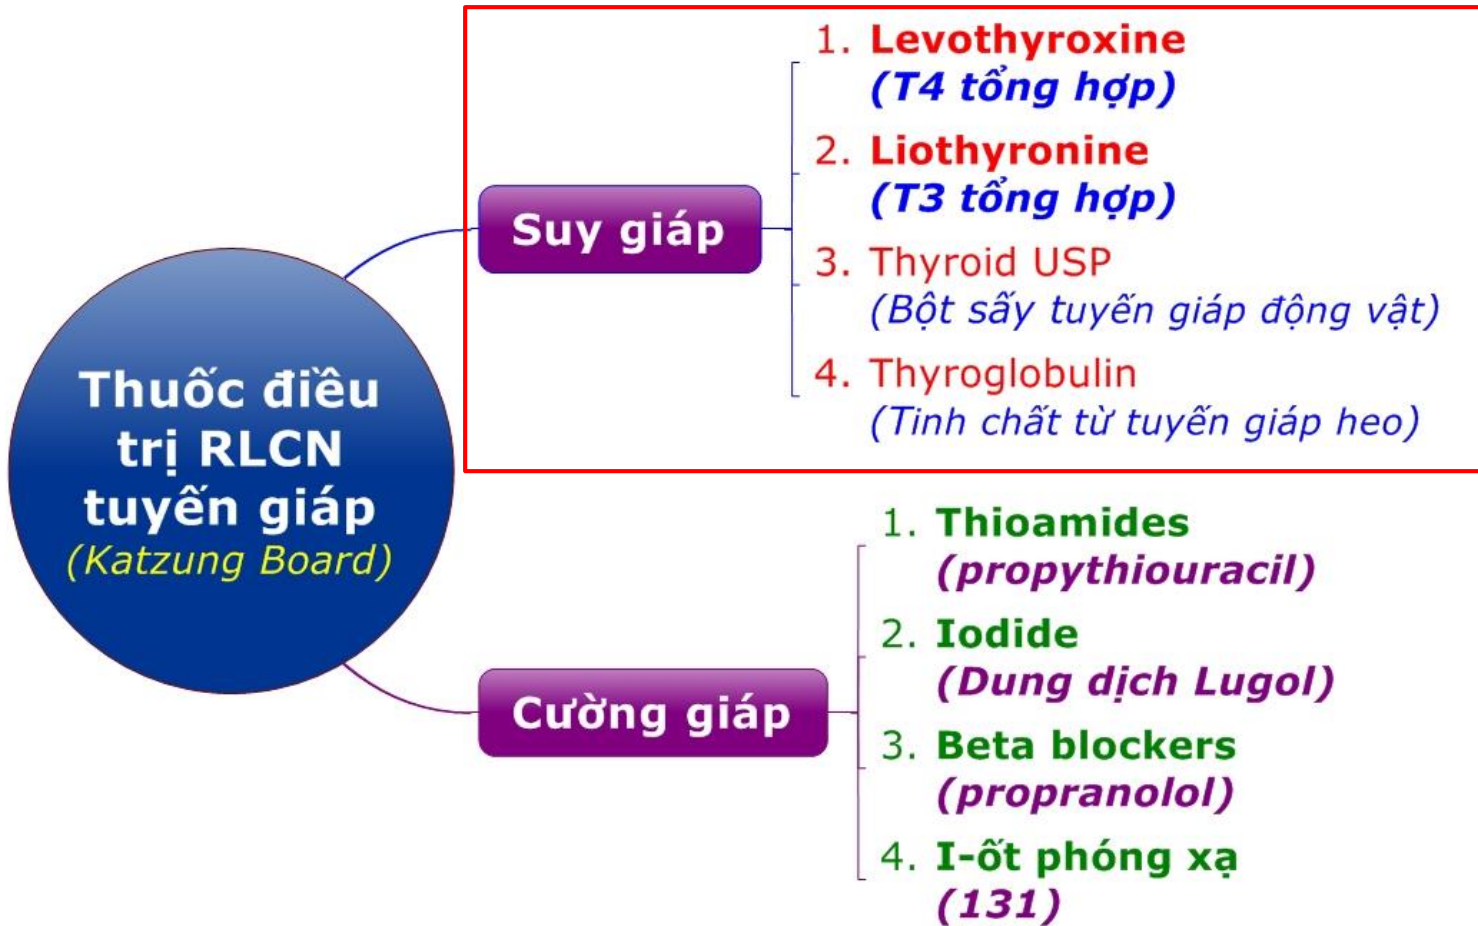 Thuốc điều
trị RLCN
tuyến giáp
(Katzung Board)
Suy giáp
1. Levothyroxine
(T4 tổng hợp)
2. Liothyronine
(T3 tổng hợp)
3. Thyroid USP
(Bột sấy tuyến giáp động vật)
4. Thyroglobulin
(Tinh chất từ tuyến giáp heo)
Cường giáp
1. Thioamides
(propythiouracil)
2. Iodide
(Dung dịch Lugol)
3. Beta blockers
(propranolol)
4. I-ốt phóng xạ
(131)